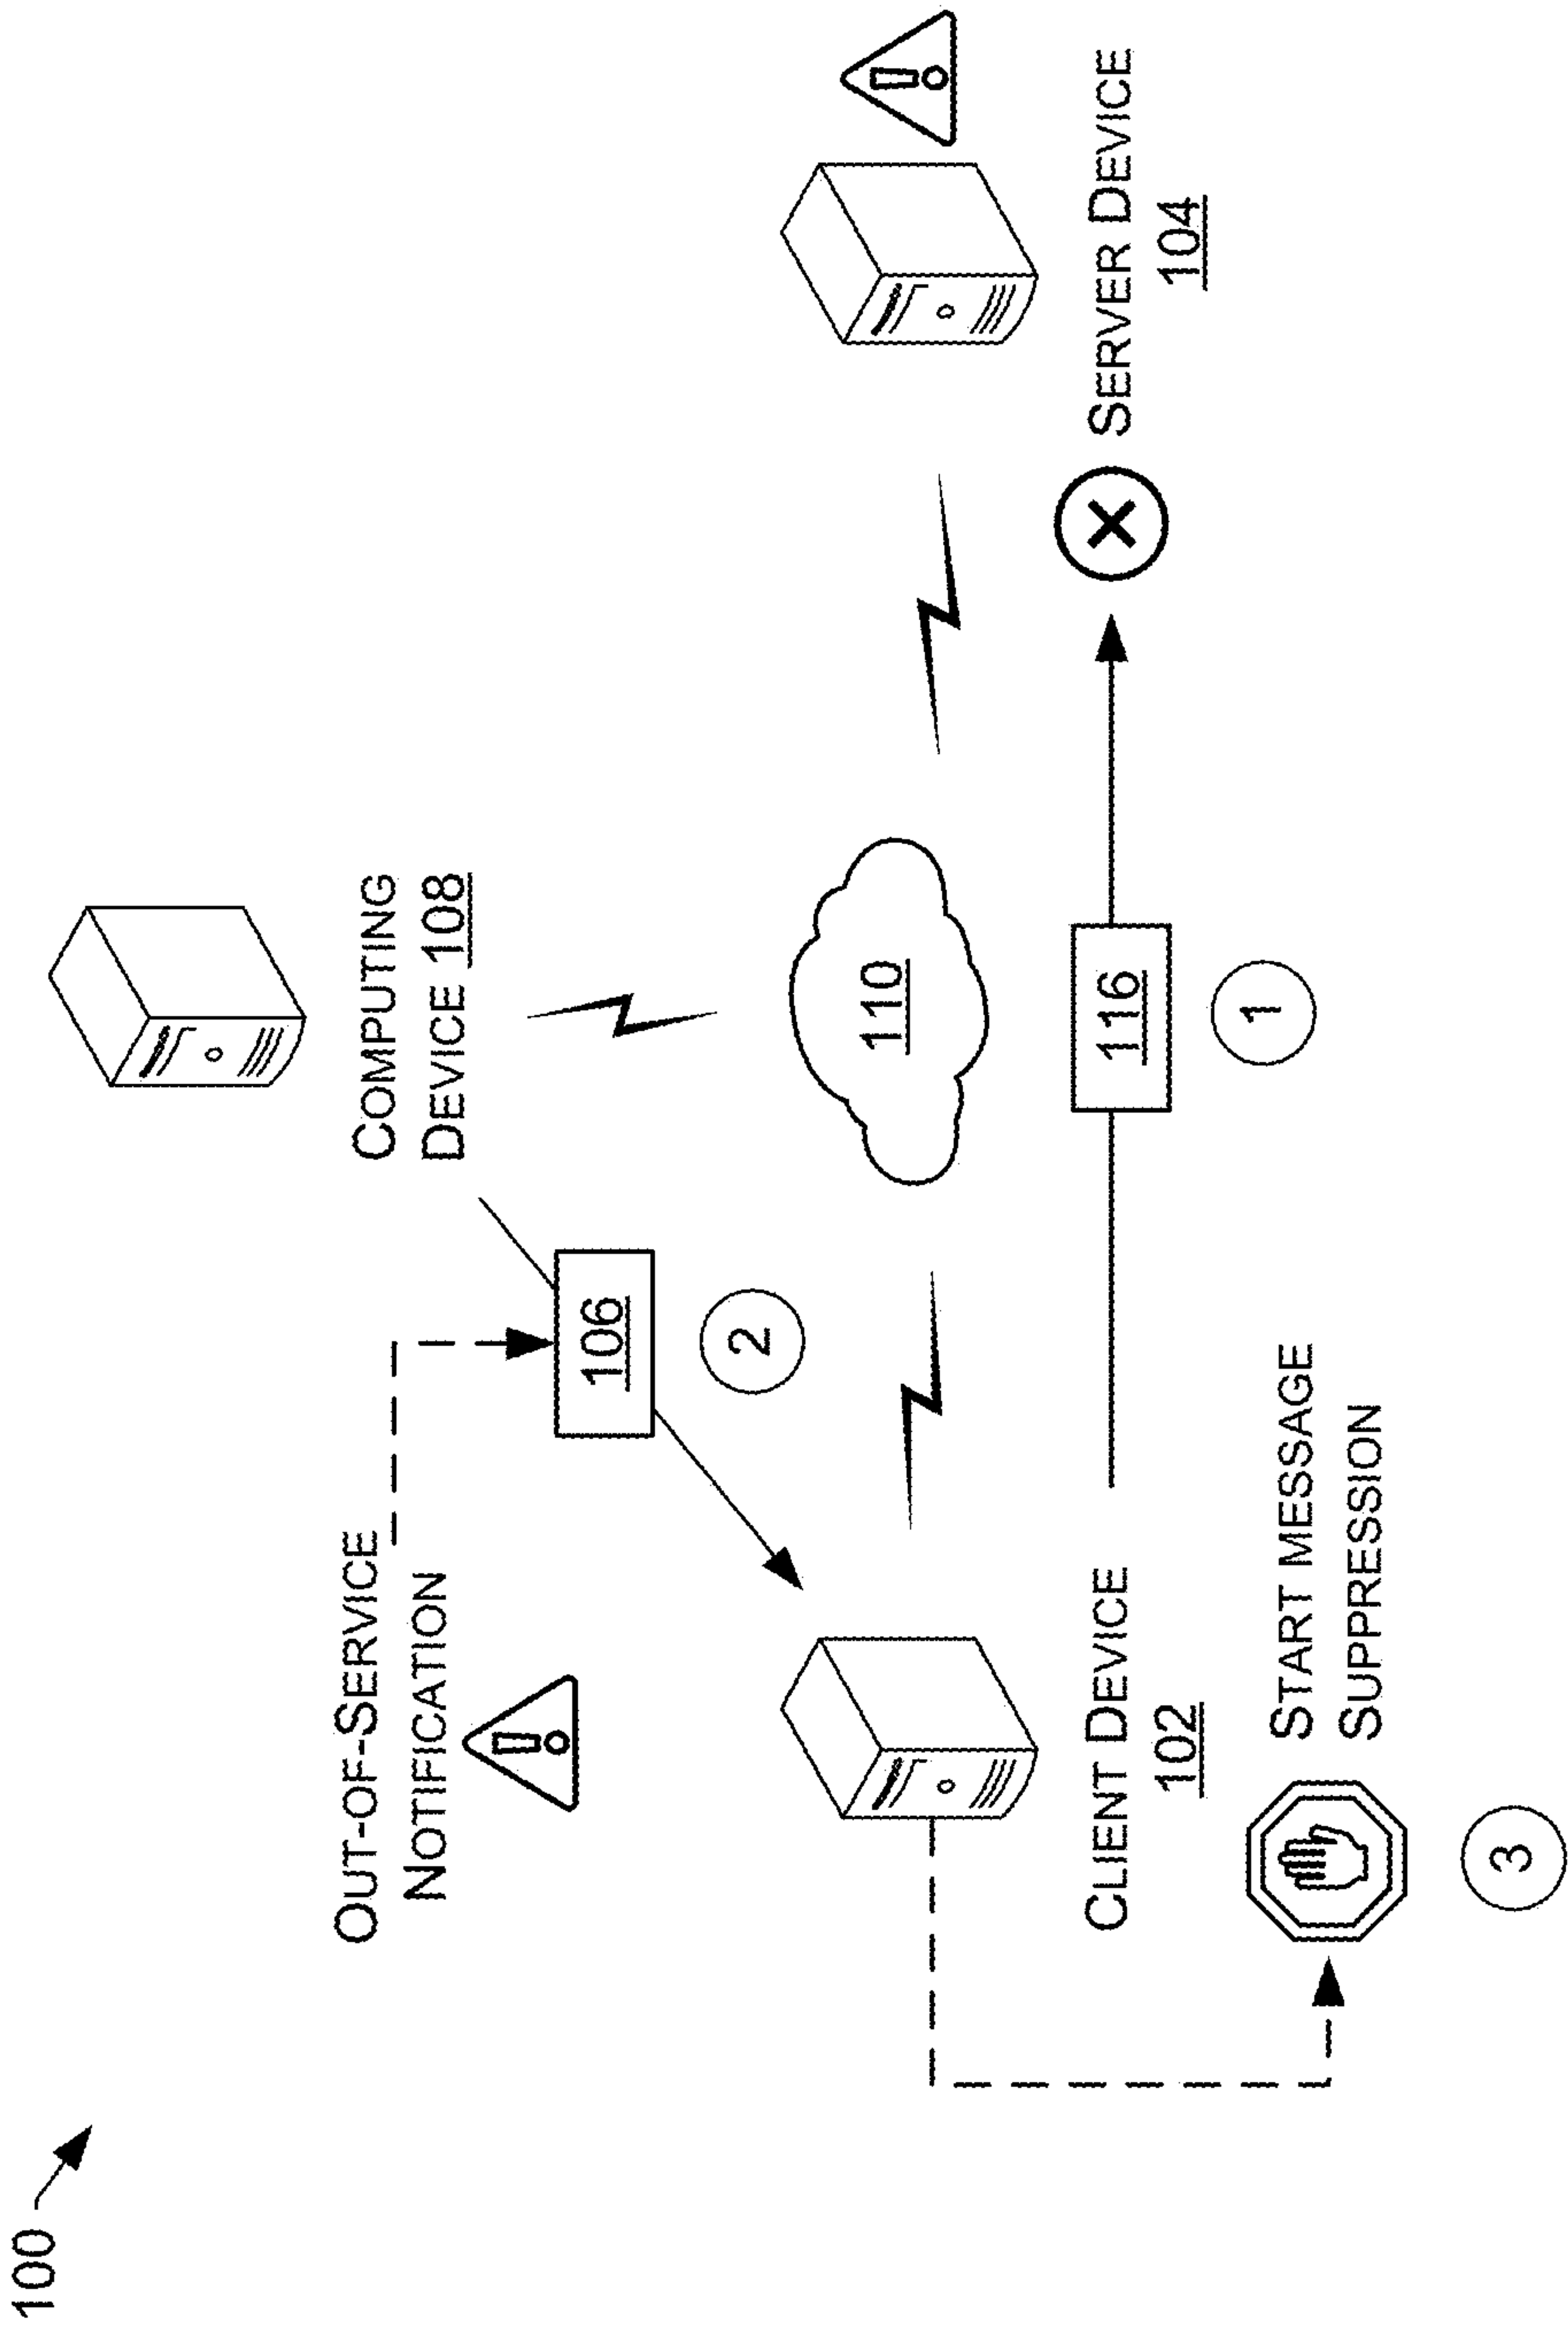 100
COMPUTING
DEVICE 108
OUT-OF-SERVICE
NOTIFICATION
106
2
110
CLIENT DEVICE
102
116
1
SERVER DEVICE
104
START MESSAGE
SUPPRESSION
3